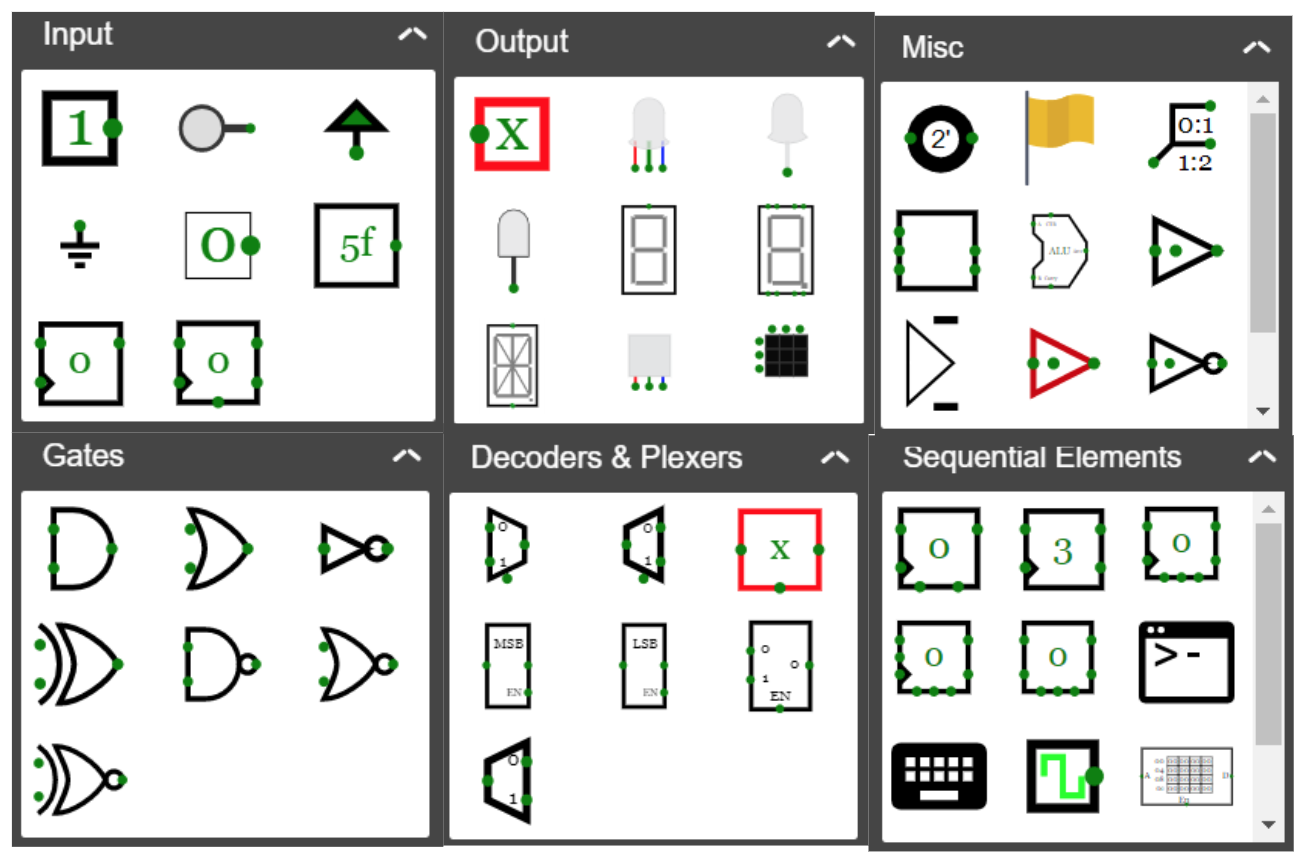 Input
1
O
5f
0
0
Output
X
Misc
2'
0:1
1:2
ALU
Gates
Decoders & Plexers
0
1
0
1
x
MSB
EN
LSB
EN
0
0
1
EN
0
1
Sequential Elements
0
3
0
0
0
>-
A
D